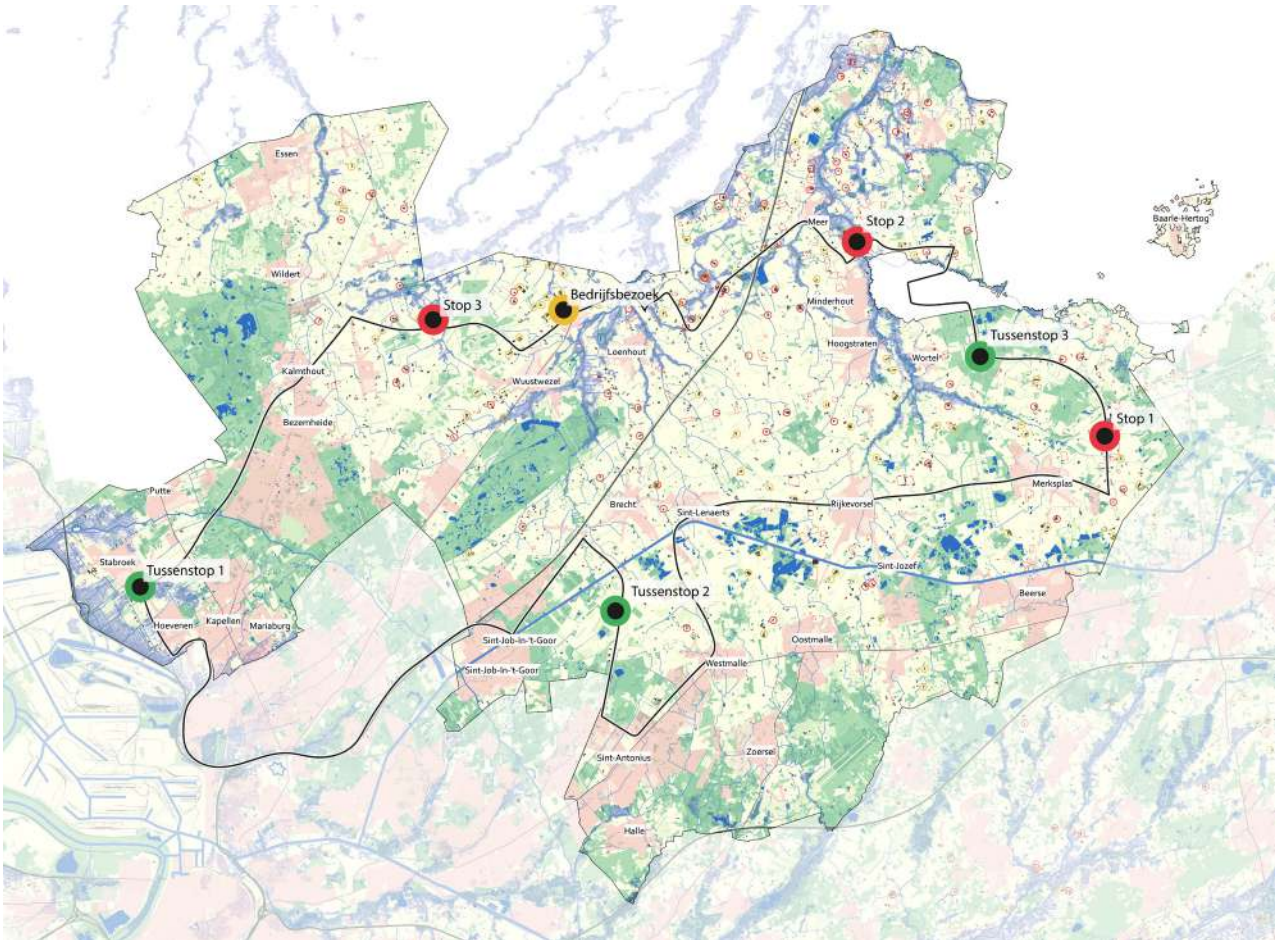 Essen
Meer
Stop 2
Baarle-Hertog
Wildert
Stop 3
Bedrijfsbezoek
Minderhout
Tussenstop 3
Loenhout
Hoogstraten
Wortel
Kalmthout
Wuustwezel
Stop 1
Bezemheide
Putte
Merksplas
Brecht
Sint-Lenaerts
Rijkevorsel
Stabroek
Tussenstop 1
Sint-Jozef
Tussenstop 2
Beerse
Hoevenen
Kapellen
Mariaburg
Sint-Job-In-'t-Goor
Oostmalle
Sint-Job-In-'t-Goor
Westmalle
Sint-Antonius
Zoersel
Halle